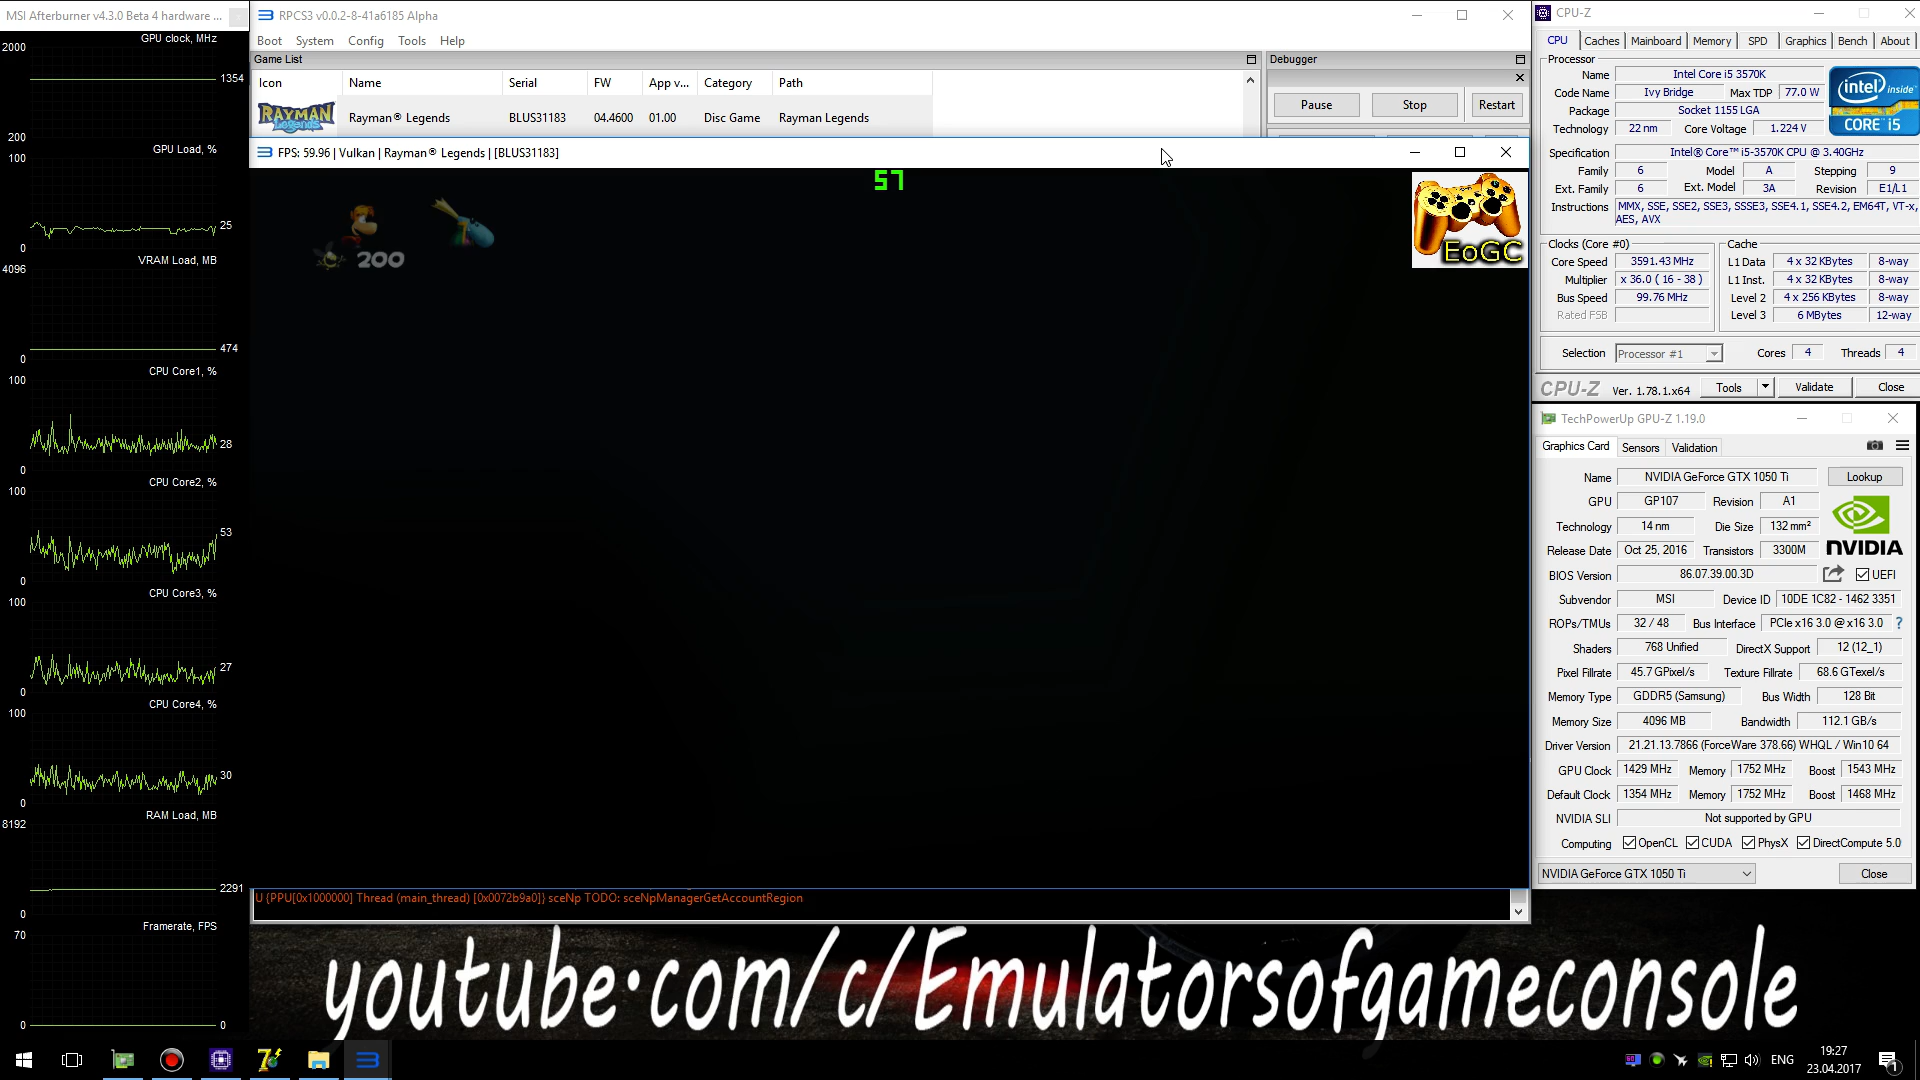 MSI Afterburner v4.3.0 Beta 4 hardware ...
GPU clock, MHz
2000
1354
200
GPU Load, %
100
25
0
VRAM Load, MB
4096
474
0
CPU Core1, %
100
28
0
CPU Core2, %
100
53
0
CPU Core3, %
100
27
0
CPU Core4, %
100
30
0
RAM Load, MB
8192
2291
0
Framerate, FPS
70
0
0
RPCS3 v0.0.2-8-41a6185 Alpha
Boot System Config Tools Help
Game List
Icon Name Serial FW App v... Category Path
RAYMAN Legends
Rayman® Legends BLUS31183 04.4600 01.00 Disc Game Rayman Legends
Debugger
Pause Stop Restart
FPS: 59.96 | Vulkan | Rayman® Legends | [BLUS31183]
57
200
EoGC
U {PPU[0x1000000] Thread (main_thread) [0x0072b9a0]} sceNp TODO: sceNpManagerGetAccountRegion
youtube.com/c/Emulatorsofgameconsole
CPU-Z
CPU Caches Mainboard Memory SPD Graphics Bench About
Processor
Name Intel Core i5 3570K
Code Name Ivy Bridge Max TDP 77.0 W
Package Socket 1155 LGA
Technology 22 nm Core Voltage 1.224 V
intel inside
CORE i5
Specification Intel® Core™ i5-3570K CPU @ 3.40GHz
Family 6 Model A Stepping 9
Ext. Family 6 Ext. Model 3A Revision E1/L1
Instructions MMX, SSE, SSE2, SSE3, SSSE3, SSE4.1, SSE4.2, EM64T, VT-x,
AES, AVX
Clocks (Core #0)
Core Speed 3591.43 MHz
Multiplier x 36.0 ( 16 - 38 )
Bus Speed 99.76 MHz
Rated FSB
Cache
L1 Data 4 x 32 KBytes 8-way
L1 Inst. 4 x 32 KBytes 8-way
Level 2 4 x 256 KBytes 8-way
Level 3 6 MBytes 12-way
Selection Processor #1 Cores 4 Threads 4
CPU-Z Ver. 1.78.1.x64 Tools Validate Close
TechPowerUp GPU-Z 1.19.0
Graphics Card Sensors Validation
Name NVIDIA GeForce GTX 1050 Ti Lookup
GPU GP107 Revision A1
Technology 14 nm Die Size 132 mm²
Release Date Oct 25, 2016 Transistors 3300M
NVIDIA
BIOS Version 86.07.39.00.3D UEFI
Subvendor MSI Device ID 10DE 1C82 - 1462 3351
ROPs/TMUs 32 / 48 Bus Interface PCIe x16 3.0 @ x16 3.0 ?
Shaders 768 Unified DirectX Support 12 (12_1)
Pixel Fillrate 45.7 GPixel/s Texture Fillrate 68.6 GTexel/s
Memory Type GDDR5 (Samsung) Bus Width 128 Bit
Memory Size 4096 MB Bandwidth 112.1 GB/s
Driver Version 21.21.13.7866 (ForceWare 378.66) WHQL / Win10 64
GPU Clock 1429 MHz Memory 1752 MHz Boost 1543 MHz
Default Clock 1354 MHz Memory 1752 MHz Boost 1468 MHz
NVIDIA SLI Not supported by GPU
Computing OpenCL CUDA PhysX DirectCompute 5.0
NVIDIA GeForce GTX 1050 Ti Close
ENG
19:27
23.04.2017
1